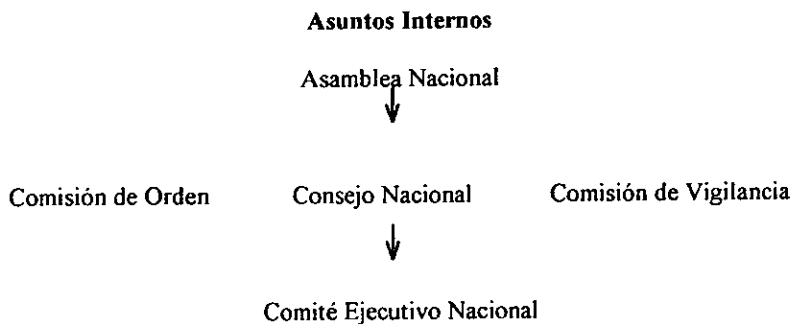 Asuntos Internos
Asamblea Nacional
Comisión de Orden Consejo Nacional Comisión de Vigilancia
Comité Ejecutivo Nacional